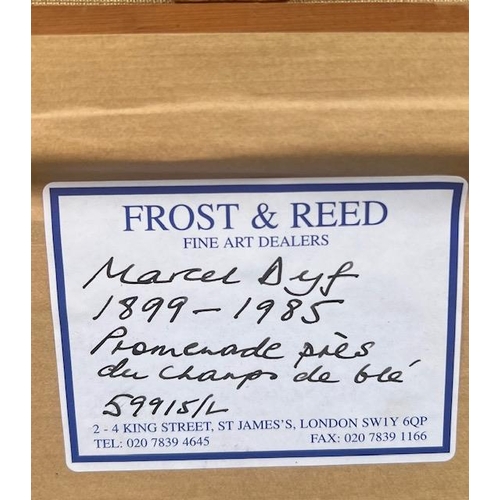 FROST & REED
FINE ART DEALERS
Marcel Dyf
1899-1985
Promenade près
du Champs de blé
59915/L
2 - 4 KING STREET, ST JAMES'S, LONDON SW1Y 6QP
TEL: 020 7839 4645 FAX: 020 7839 1166